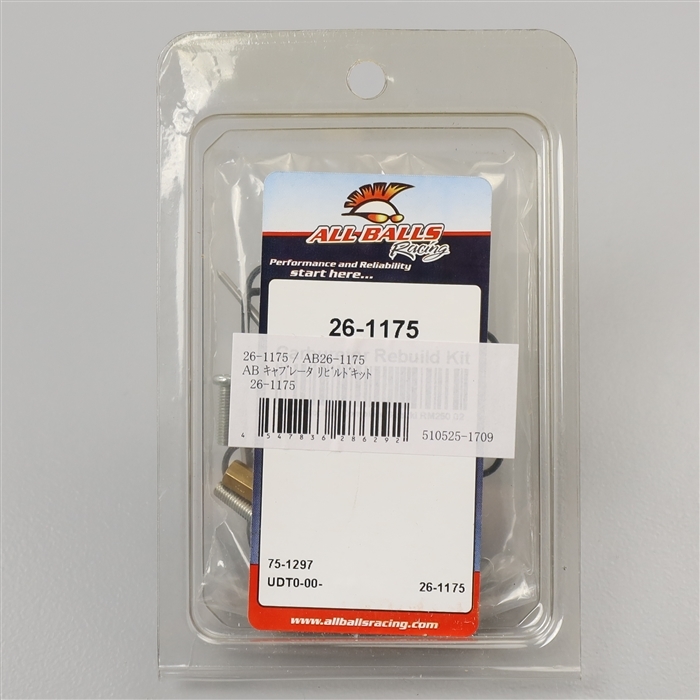 ALL·BALLS
Racing
Performance and Reliability
start here...
26-1175
Rebuild Kit
26-1175 / AB26-1175
AB キャブレータ リビルドキット
26-1175
4 547836 286292
510525-1709
75-1297
UDT0-00-
26-1175
www.allballsracing.com